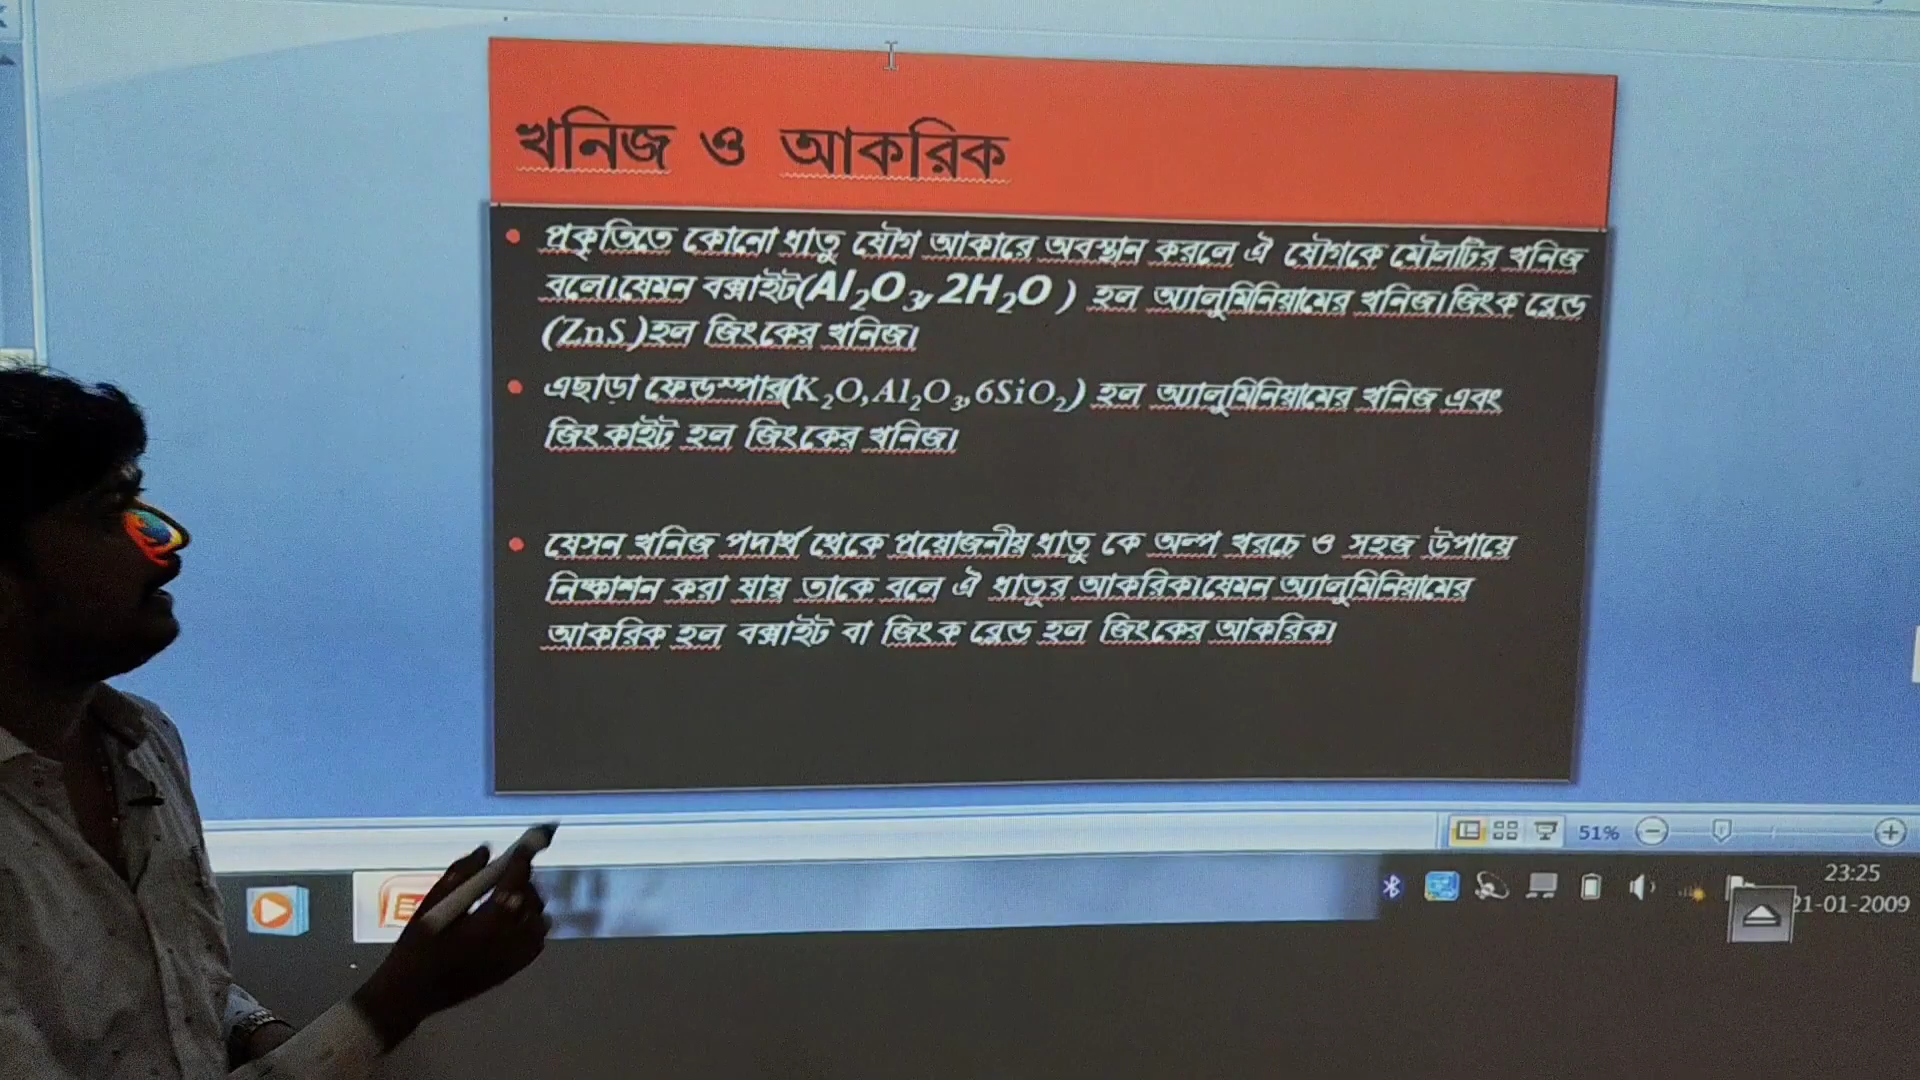 খনিজ ও আকরিক
প্রকৃতিতে কোনো ধাতু যৌগ আকারে অবস্থান করলে ঐ যৌগকে মৌলটির খনিজ
বলে।যেমন বক্সাইট(Al₂O₃, 2H₂O ) হল অ্যালুমিনিয়ামের খনিজ।জিংক ব্লেন্ড
(ZnS)হল জিংকের খনিজ।
এছাড়া ফেল্ডস্পার(K₂O,Al₂O₃,6SiO₂) হল অ্যালুমিনিয়ামের খনিজ এবং
জিংকাইট হল জিংকের খনিজ।
যেসন খনিজ পদার্থ থেকে প্রয়োজনীয় ধাতু কে অল্প খরচে ও সহজ উপায়ে
নিষ্কাশন করা যায় তাকে বলে ঐ ধাতুর আকরিক।যেমন অ্যালুমিনিয়ামের
আকরিক হল বক্সাইট বা জিংক ব্লেন্ড হল জিংকের আকরিক।
51%
23:25
21-01-2009